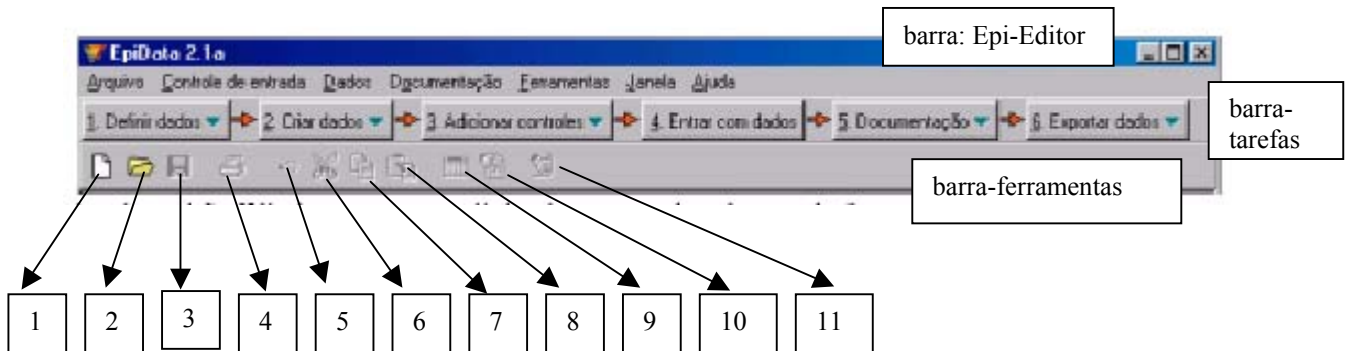 barra: Epi-Editor
EpiData 2.1a
Arquivo Controle de entrada Dados Documentação Ferramentas Janela Ajuda
1. Definir dados 2. Criar dados 3. Adicionar controles 4. Entrar com dados 5. Documentação 6. Exportar dados
barra-
tarefas
barra-ferramentas
1 2 3 4 5 6 7 8 9 10 11